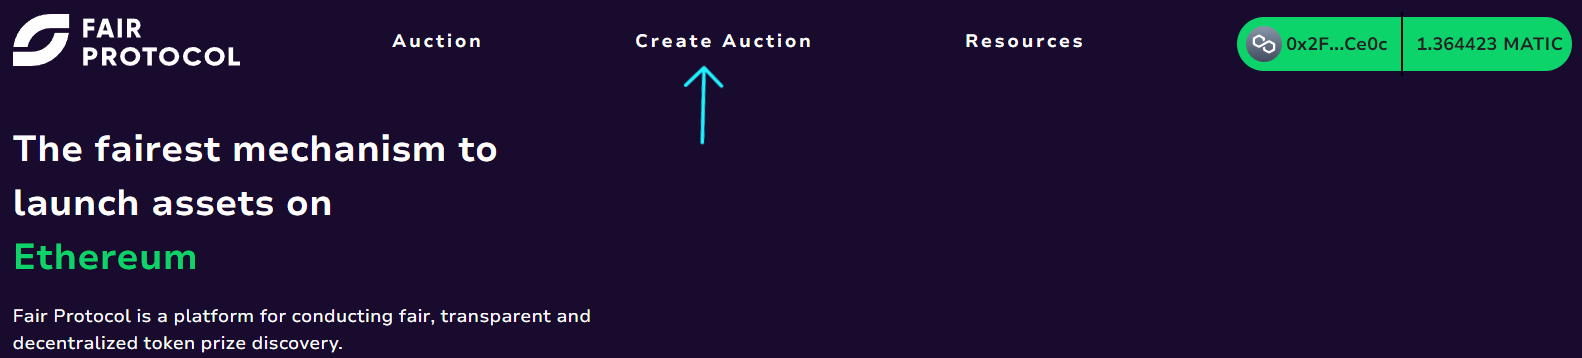 FAIR
PROTOCOL
Auction
Create Auction
Resources
0x2F...Ce0c
1.364423 MATIC
The fairest mechanism to
launch assets on
Ethereum
Fair Protocol is a platform for conducting fair, transparent and
decentralized token prize discovery.